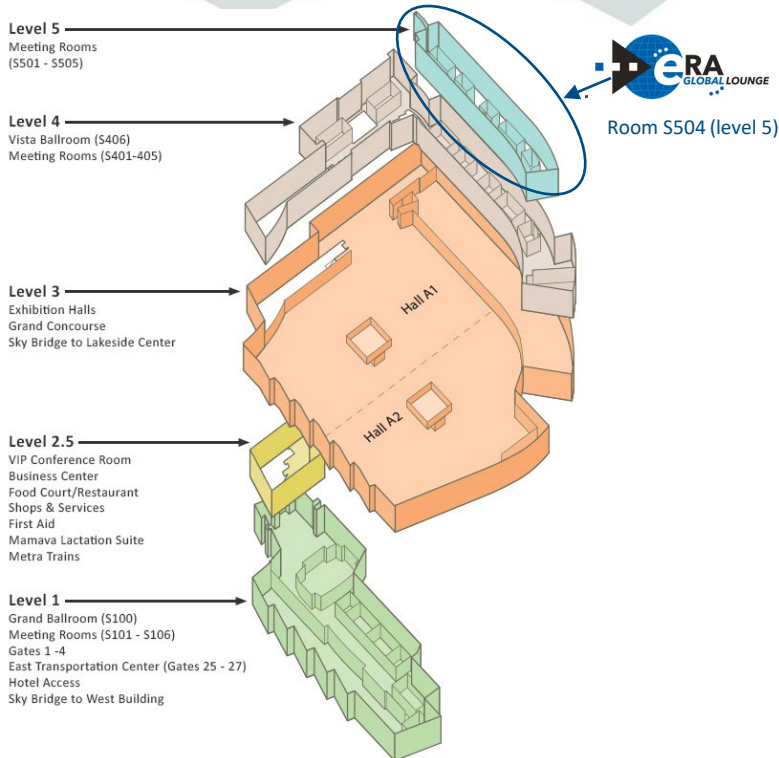 Level 5
Meeting Rooms
(S501 - S505)
eRA
GLOBAL LOUNGE
Room S504 (level 5)
Level 4
Vista Ballroom (S406)
Meeting Rooms (S401-405)
Level 3
Exhibition Halls
Grand Concourse
Sky Bridge to Lakeside Center
Hall A1
Hall A2
Level 2.5
VIP Conference Room
Business Center
Food Court/Restaurant
Shops & Services
First Aid
Mamava Lactation Suite
Metra Trains
Level 1
Grand Ballroom (S100)
Meeting Rooms (S101 - S106)
Gates 1 -4
East Transportation Center (Gates 25 - 27)
Hotel Access
Sky Bridge to West Building